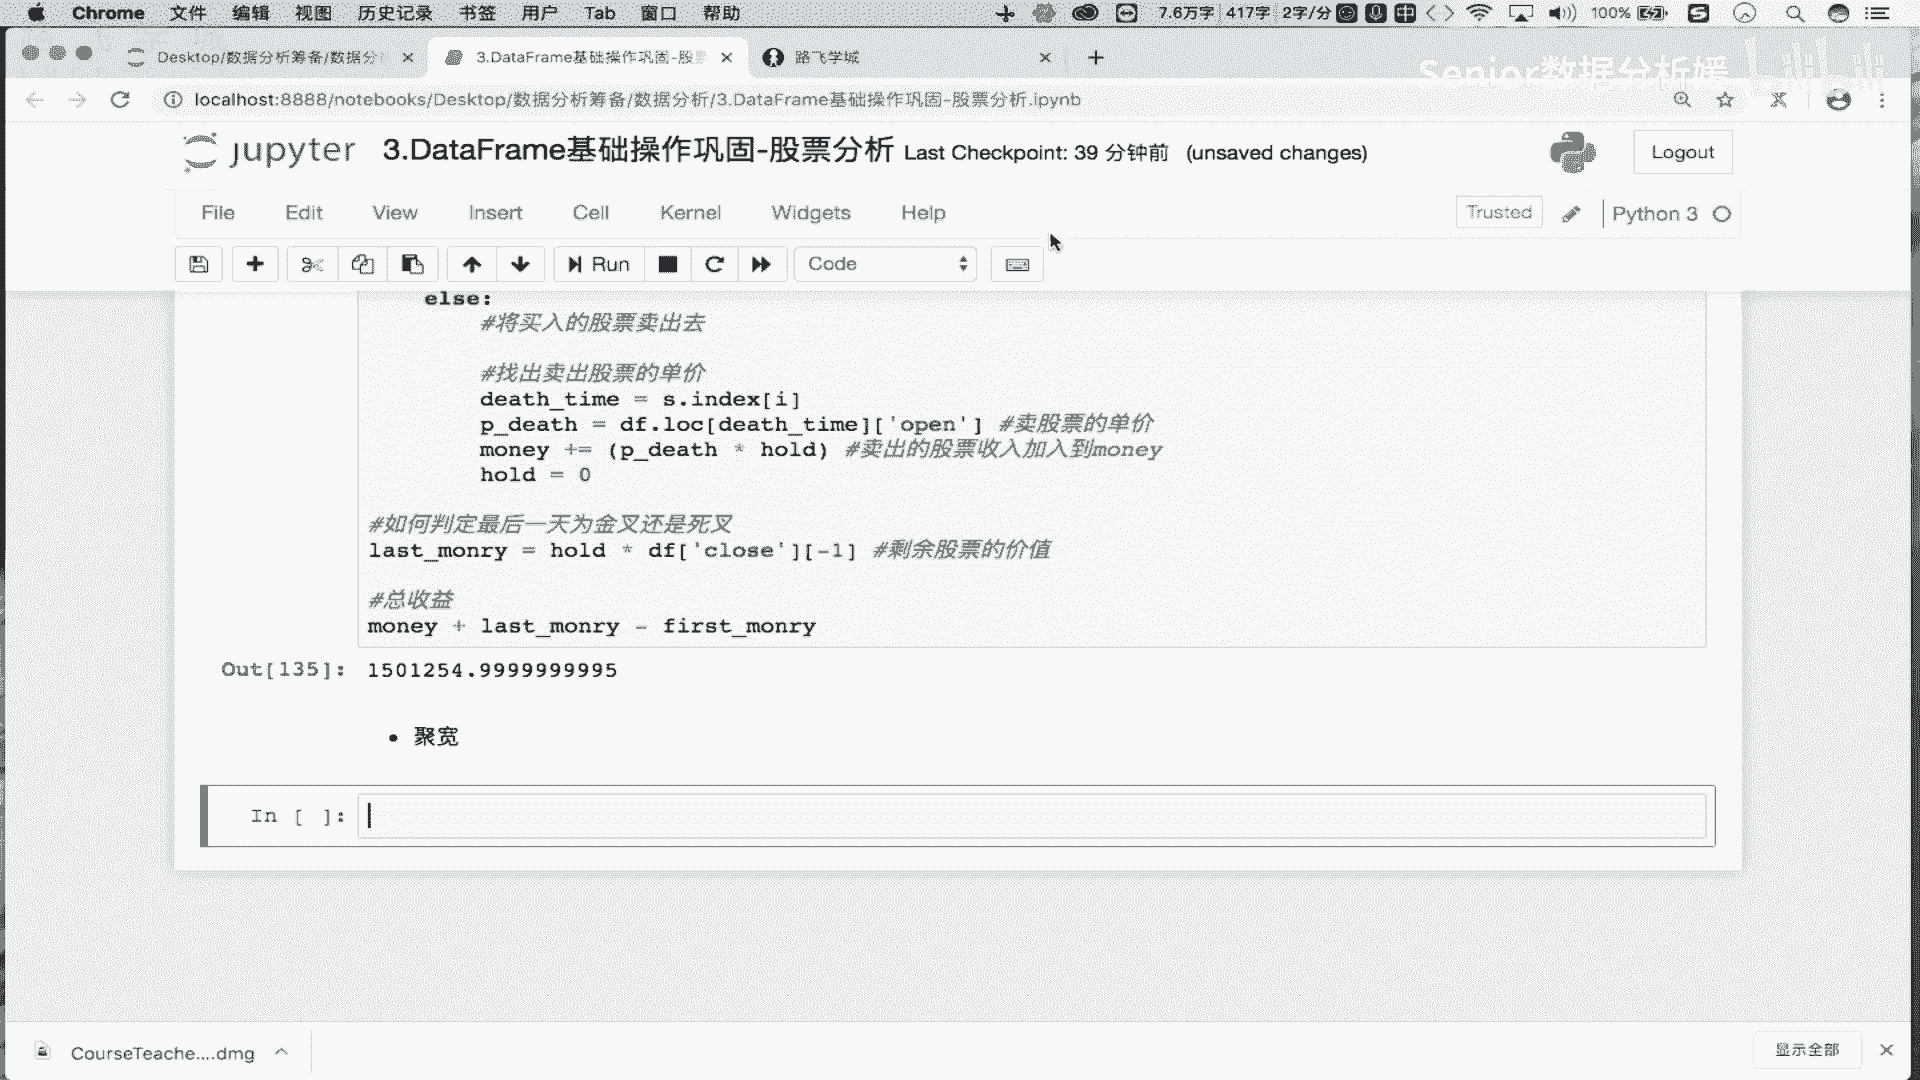 Chrome 文件 编辑 视图 历史记录 书签 用户 Tab 窗口 帮助 7.6万字 417字 2字/分 中 100%
Desktop/数据分析筹备/数据分 3.DataFrame基础操作巩固-股票 路飞学城
Senior数据分析媛 bilibili
localhost:8888/notebooks/Desktop/数据分析筹备/数据分析/3.DataFrame基础操作巩固-股票分析.ipynb
jupyter 3.DataFrame基础操作巩固-股票分析 Last Checkpoint: 39 分钟前 (unsaved changes) Logout
File Edit View Insert Cell Kernel Widgets Help Trusted Python 3
Run Code
else:
#将买入的股票卖出去
#找出卖出股票的单价
death_time = s.index[i]
p_death = df.loc[death_time]['open'] #卖股票的单价
money += (p_death * hold) #卖出的股票收入加入到money
hold = 0
#如何判定最后一天为金叉还是死叉
last_monry = hold * df['close'][-1] #剩余股票的价值
#总收益
money + last_monry - first_monry
Out[135]: 1501254.9999999995
聚宽
In [ ]:
CourseTeache....dmg 显示全部